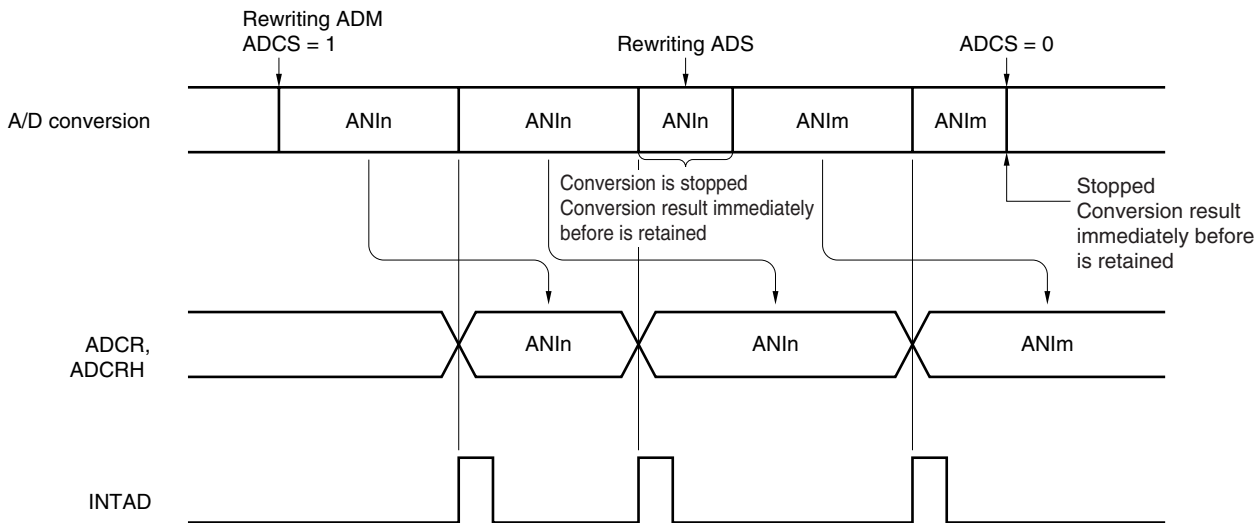 Rewriting ADM
ADCS = 1
Rewriting ADS
ADCS = 0
A/D conversion
ANIn
ANIn
ANIn
ANIm
ANIm
Conversion is stopped
Conversion result immediately
before is retained
Stopped
Conversion result
immediately before
is retained
ADCR,
ADCRH
ANIn
ANIn
ANIm
INTAD